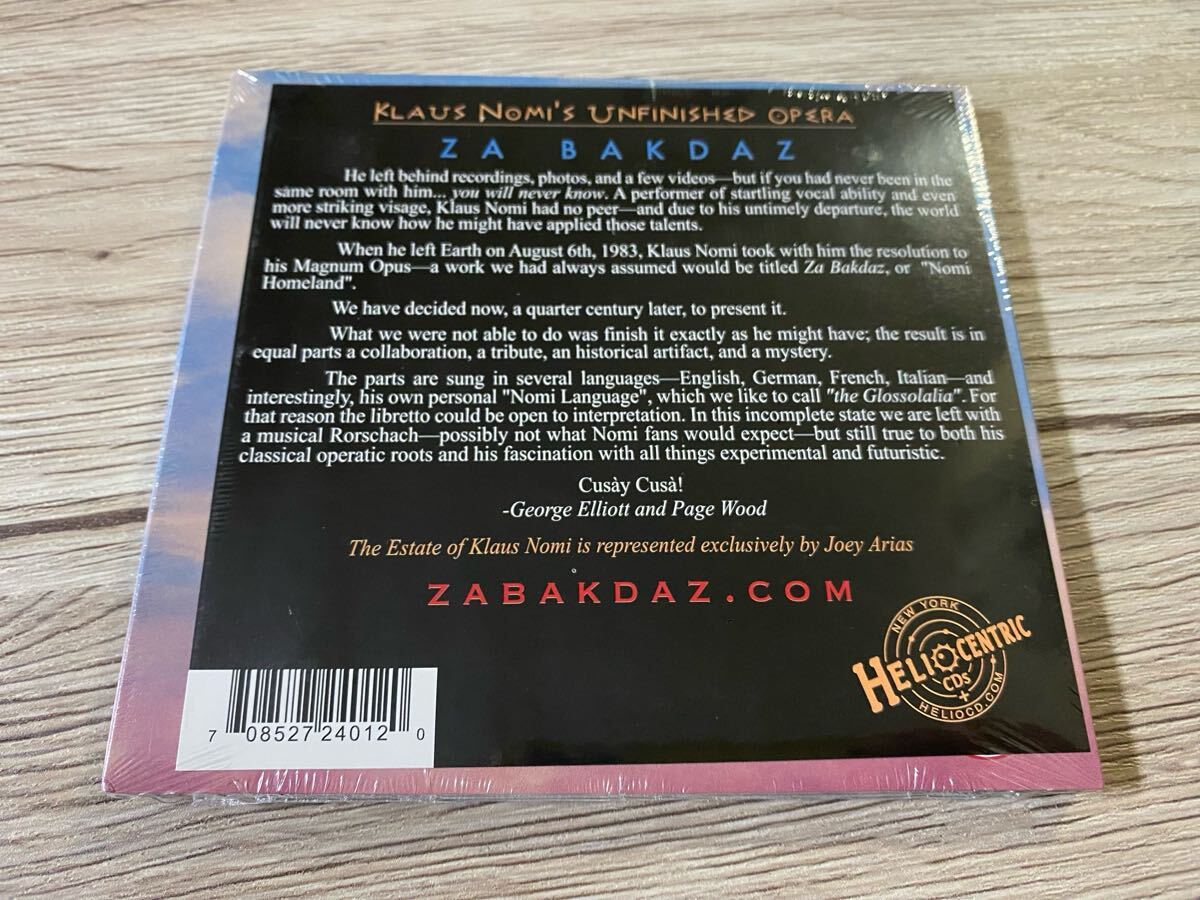 KLAUS NOMI'S UNFINISHED OPERA
ZA BAKDAZ
He left behind recordings, photos, and a few videos—but if you had never been in the
same room with him... you will never know. A performer of startling vocal ability and even
more striking visage, Klaus Nomi had no peer—and due to his untimely departure, the world
will never know how he might have applied those talents.
When he left Earth on August 6th, 1983, Klaus Nomi took with him the resolution to
his Magnum Opus—a work we had always assumed would be titled Za Bakdaz, or "Nomi
Homeland".
We have decided now, a quarter century later, to present it.
What we were not able to do was finish it exactly as he might have; the result is in
equal parts a collaboration, a tribute, an historical artifact, and a mystery.
The parts are sung in several languages—English, German, French, Italian—and
interestingly, his own personal "Nomi Language", which we like to call "the Glossolalia". For
that reason the libretto could be open to interpretation. In this incomplete state we are left with
a musical Rorschach—possibly not what Nomi fans would expect—but still true to both his
classical operatic roots and his fascination with all things experimental and futuristic.
Cusày Cusà!
-George Elliott and Page Wood
The Estate of Klaus Nomi is represented exclusively by Joey Arias
ZABAKDAZ.COM
NEW YORK
HELIOCENTRIC
CDs
+
HELIOCD.COM
7 08527 24012 0